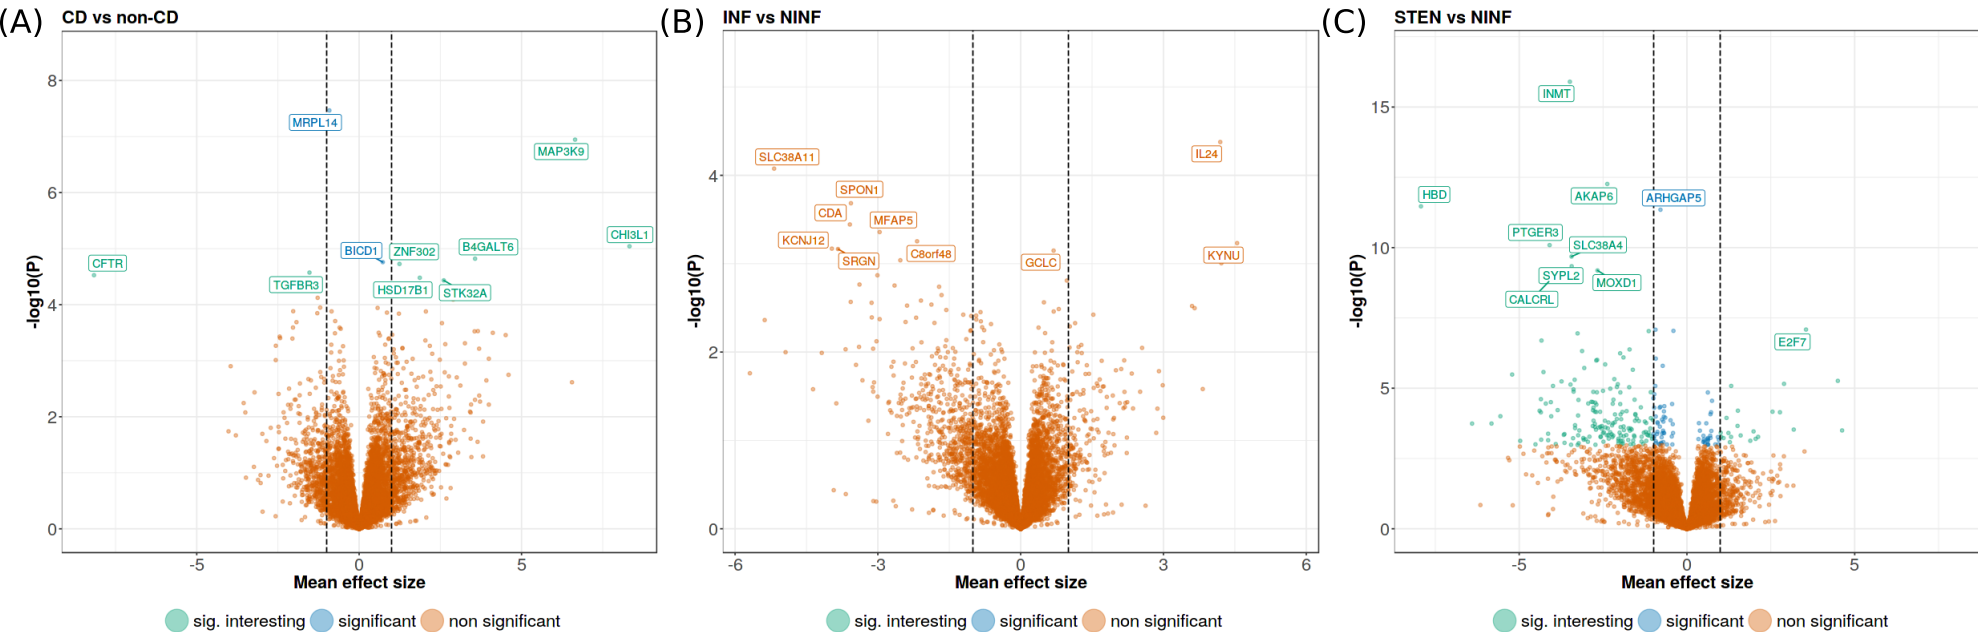 (A) CD vs non-CD
8
6
4
2
0
-log10(P)
MRPL14
MAP3K9
CHI3L1
B4GALT6
BICD1
ZNF302
CFTR
TGFBR3
HSD17B1
STK32A
-5 0 5
Mean effect size
sig. interesting significant non significant
(B) INF vs NINF
4
2
0
-log10(P)
IL24
SLC38A11
SPON1
CDA
MFAP5
KCNJ12
C8orf48
SRGN
GCLC
KYNU
-6 -3 0 3 6
Mean effect size
sig. interesting significant non significant
(C) STEN vs NINF
15
10
5
0
-log10(P)
INMT
HBD
AKAP6
ARHGAP5
PTGER3
SLC38A4
SYPL2
MOXD1
CALCRL
E2F7
-5 0 5
Mean effect size
sig. interesting significant non significant